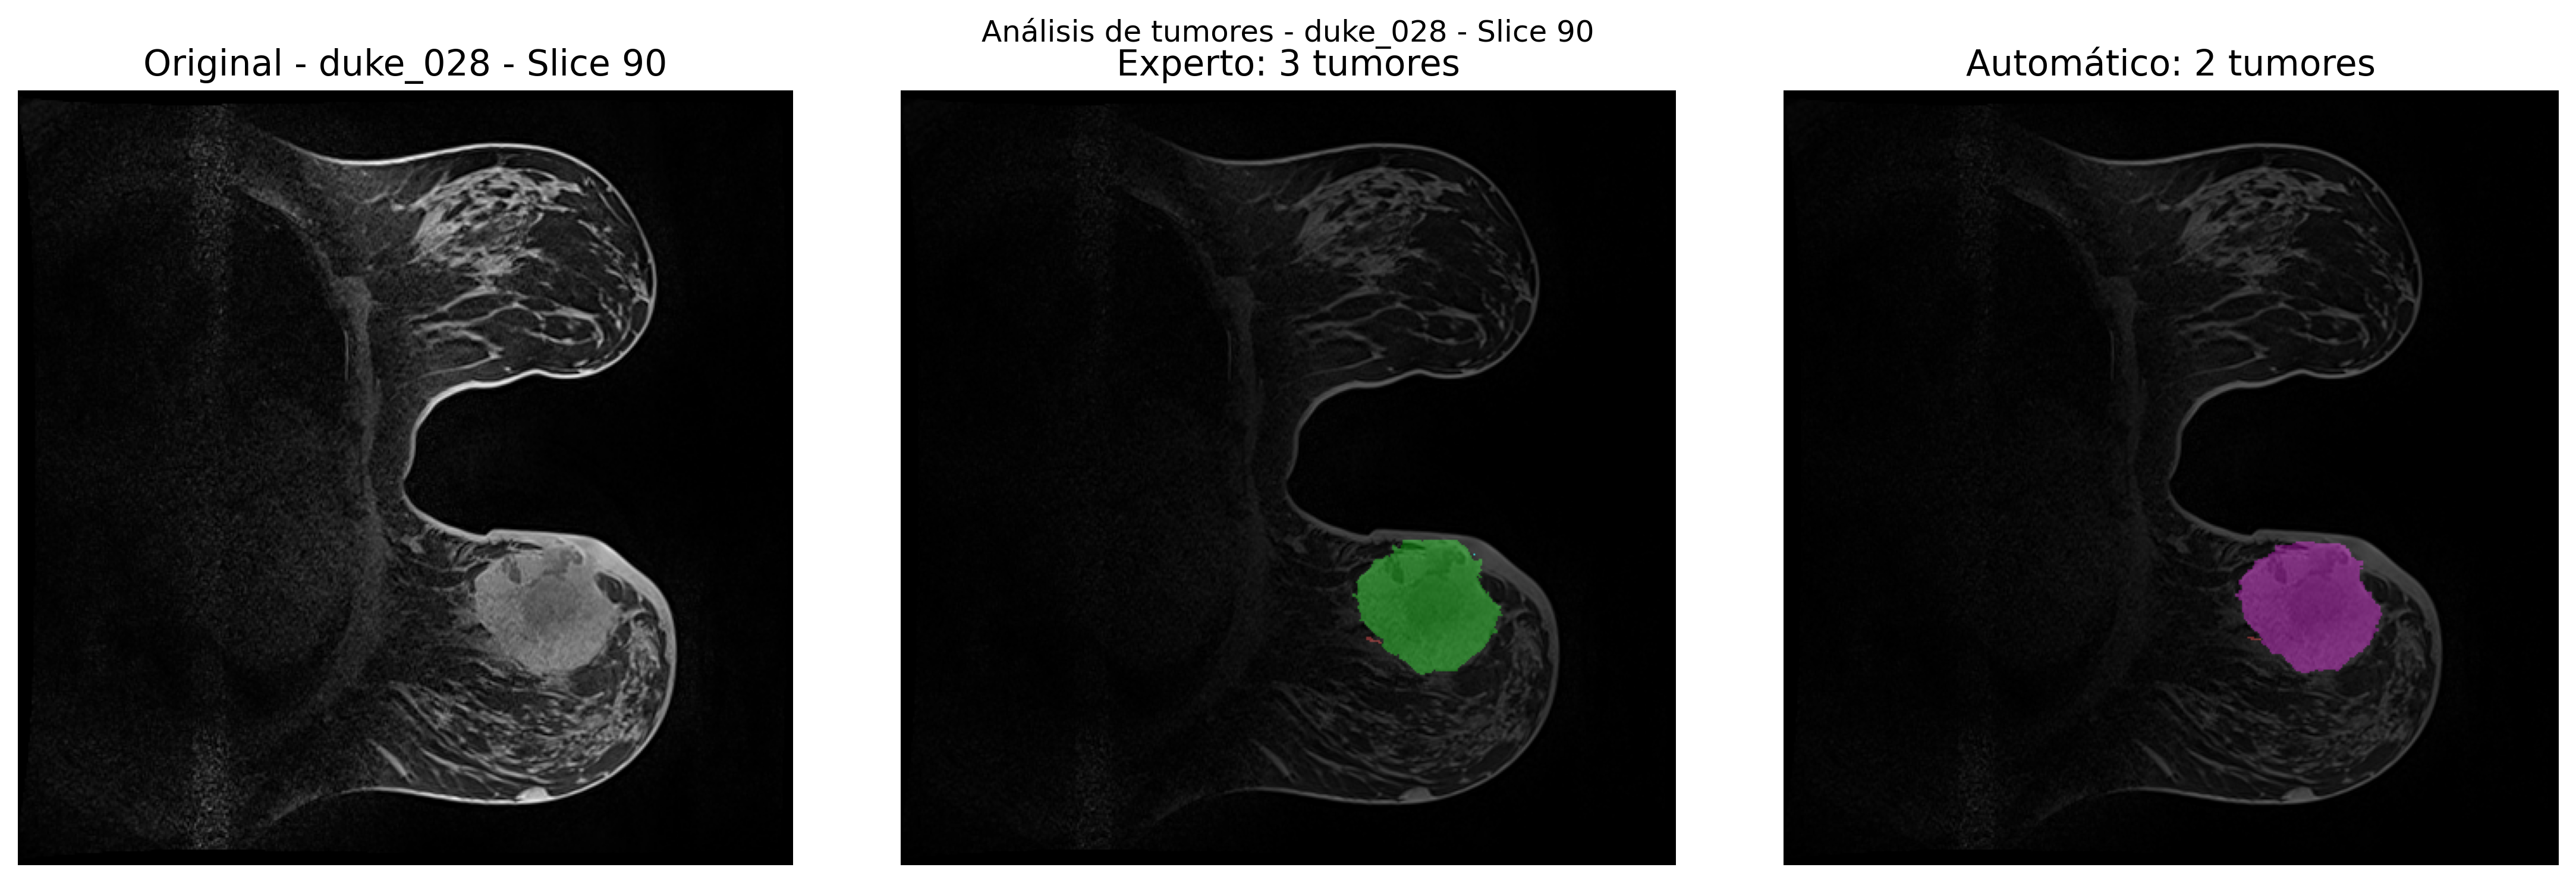 Análisis de tumores - duke_028 - Slice 90
Original - duke_028 - Slice 90
Experto: 3 tumores
Automático: 2 tumores